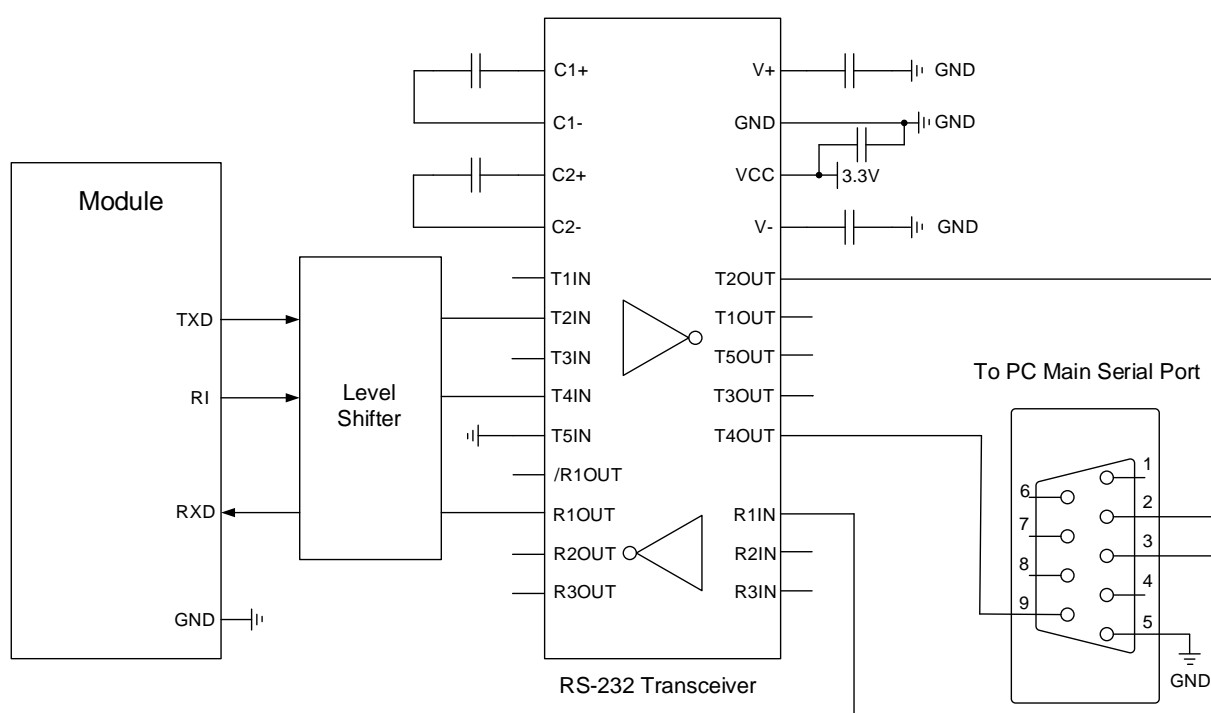 Module
TXD
RI
RXD
GND
Level
Shifter
C1+
C1-
C2+
C2-
T1IN
T2IN
T3IN
T4IN
T5IN
/R1OUT
R1OUT
R2OUT
R3OUT
V+
GND
VCC
V-
T2OUT
T1OUT
T5OUT
T3OUT
T4OUT
R1IN
R2IN
R3IN
GND
GND
3.3V
GND
RS-232 Transceiver
To PC Main Serial Port
1
6
2
7
3
8
4
9
5
GND